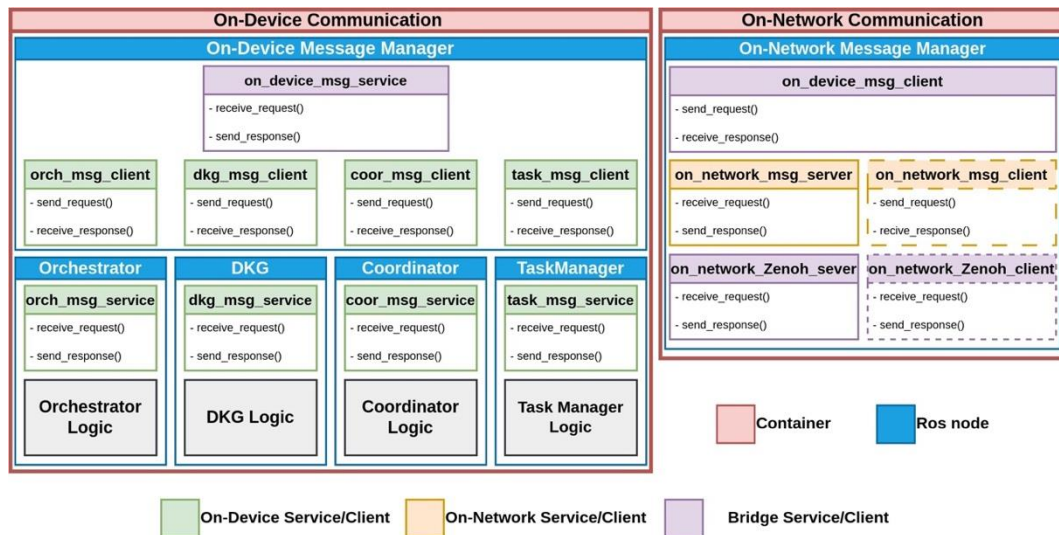 On-Device Communication
On-Device Message Manager
on_device_msg_service
- receive_request()
- send_response()
orch_msg_client
- send_request()
- receive_response()
dkg_msg_client
- send_request()
- receive_response()
coor_msg_client
- send_request()
- receive_response()
task_msg_client
- send_request()
- receive_response()
Orchestrator
orch_msg_service
- receive_request()
- send_response()
Orchestrator
Logic
DKG
dkg_msg_service
- receive_request()
- send_response()
DKG Logic
Coordinator
coor_msg_service
- receive_request()
- send_response()
Coordinator
Logic
TaskManager
task_msg_service
- receive_request()
- send_response()
Task Manager
Logic
On-Network Communication
On-Network Message Manager
on_device_msg_client
- send_request()
- receive_response()
on_network_msg_server
- receive_request()
- send_response()
on_network_msg_client
- send_request()
- recive_response()
on_network_Zenoh_sever
- receive_request()
- send_response()
on_network_Zenoh_client
- receive_request()
- send_response()
Container
Ros node
On-Device Service/Client
On-Network Service/Client
Bridge Service/Client